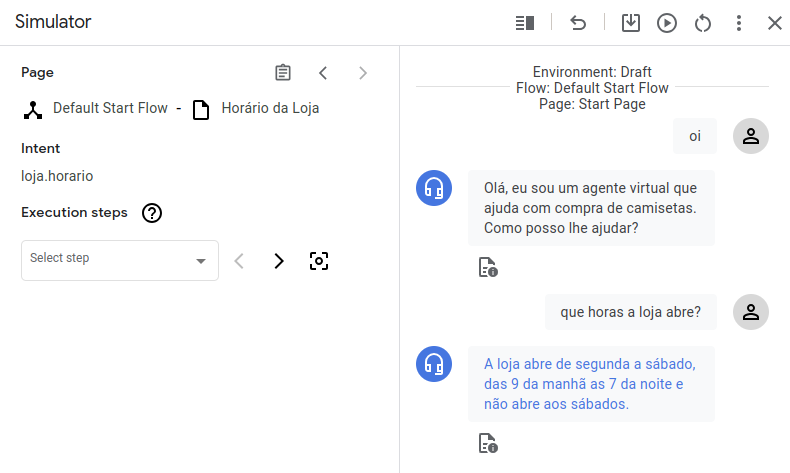 Simulator
Page
Default Start Flow - Horário da Loja
Intent
loja.horario
Execution steps
Select step
Environment: Draft
Flow: Default Start Flow
Page: Start Page
oi
Olá, eu sou um agente virtual que
ajuda com compra de camisetas.
Como posso lhe ajudar?
que horas a loja abre?
A loja abre de segunda a sábado,
das 9 da manhã as 7 da noite e
não abre aos sábados.